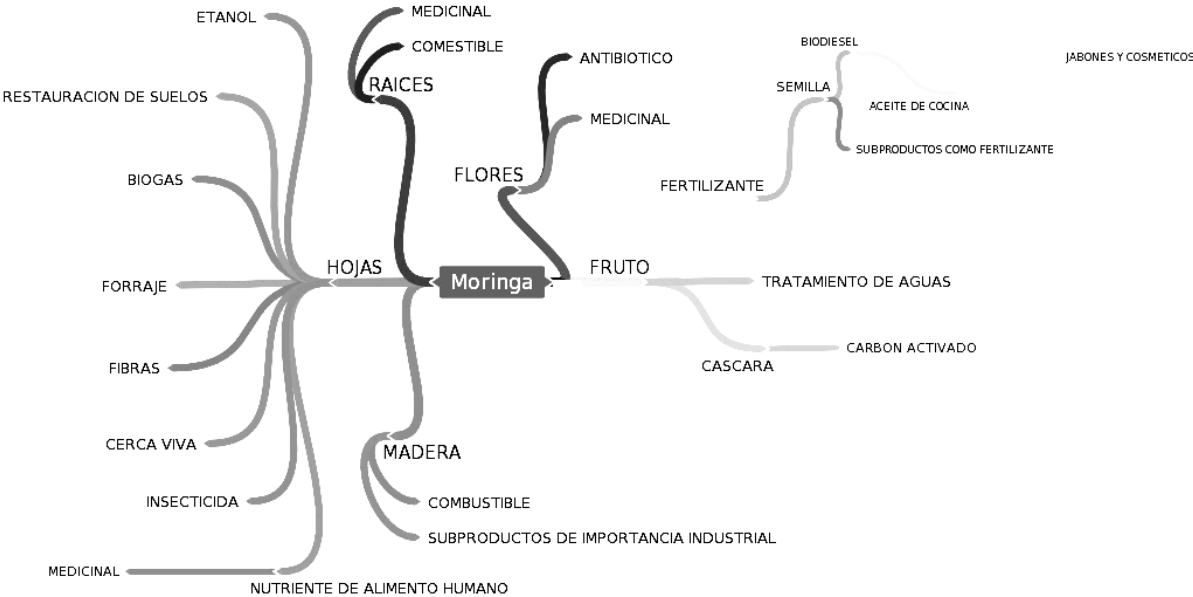 MEDICINAL
ETANOL
COMESTIBLE
RAICES
RESTAURACION DE SUELOS
BIOGAS
HOJAS
FORRAJE
FIBRAS
CERCA VIVA
INSECTICIDA
MEDICINAL
NUTRIENTE DE ALIMENTO HUMANO
Moringa
MADERA
COMBUSTIBLE
SUBPRODUCTOS DE IMPORTANCIA INDUSTRIAL
ANTIBIOTICO
MEDICINAL
FLORES
FRUTO
TRATAMIENTO DE AGUAS
CASCARA
CARBON ACTIVADO
FERTILIZANTE
SEMILLA
BIODIESEL
JABONES Y COSMETICOS
ACEITE DE COCINA
SUBPRODUCTOS COMO FERTILIZANTE